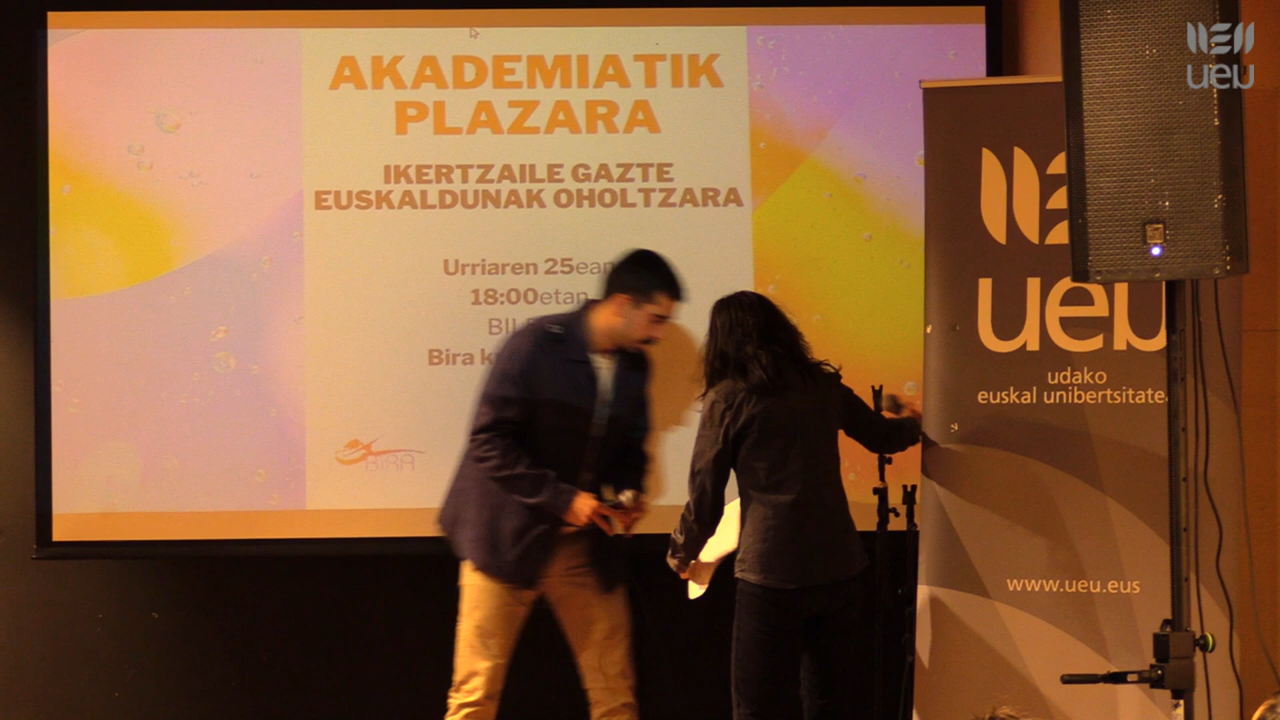 AKADEMIATIK
PLAZARA
IKERTZAILE GAZTE
EUSKALDUNAK OHOLTZARA
Urriaren 25ean
18:00etan
Bira
BIRA
ueu
udako
euskal unibertsitatea
www.ueu.eus
ueu